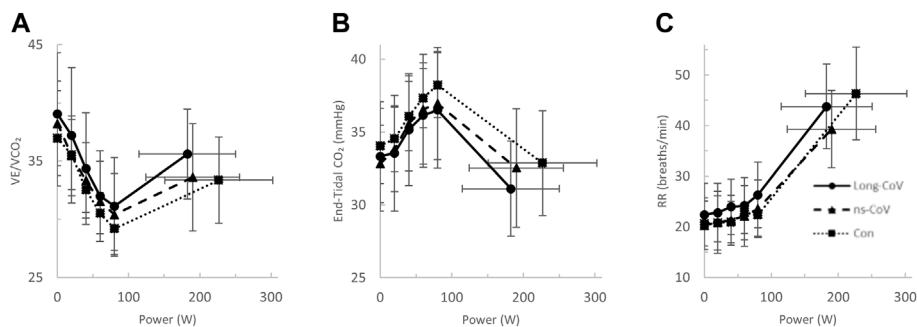 A
B
C
45
35
25
VE/VCO₂
0
100
200
300
Power (W)
40
35
30
25
End-Tidal CO₂ (mmHg)
0
100
200
300
Power (W)
60
50
40
30
20
10
RR (breaths/min)
Long-CoV
ns-CoV
Con
0
100
200
300
Power (W)